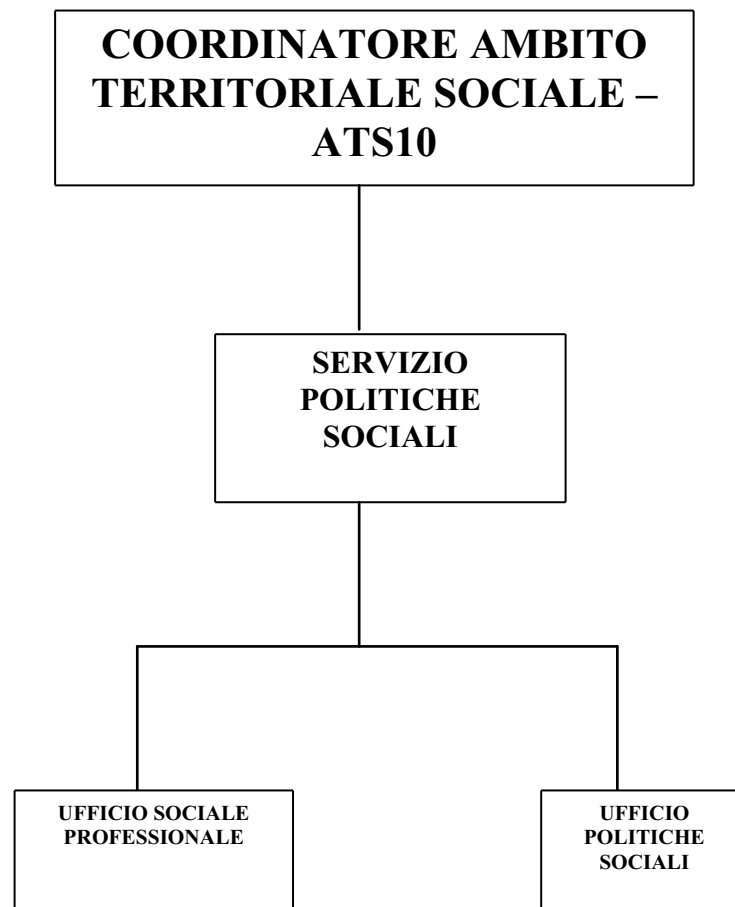 COORDINATORE AMBITO
TERRITORIALE SOCIALE –
ATS10
SERVIZIO
POLITICHE
SOCIALI
UFFICIO SOCIALE
PROFESSIONALE
UFFICIO
POLITICHE
SOCIALI